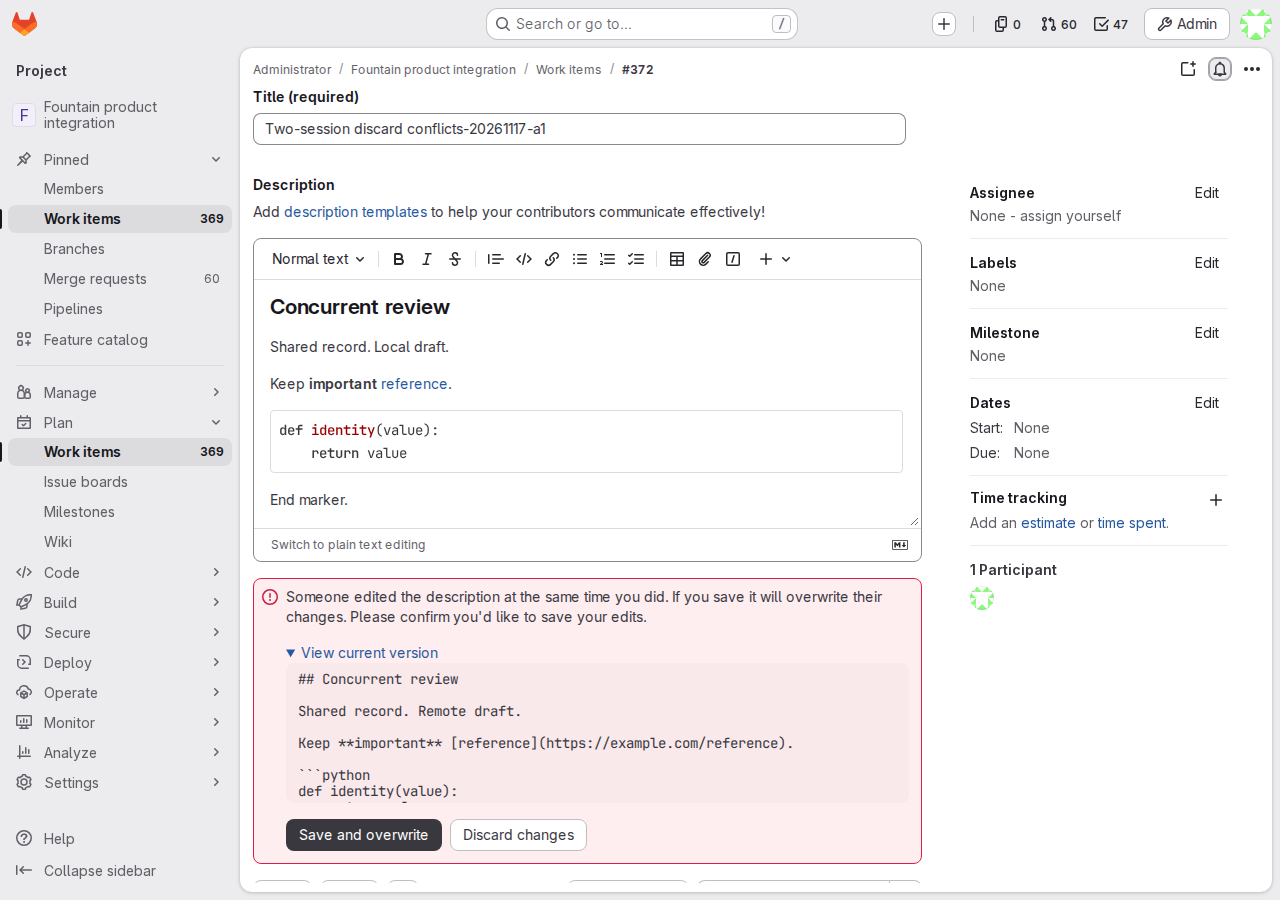 Search or go to...
/
0
60
47
Admin
Project
F
Fountain product
integration
Pinned
Members
Work items
369
Branches
Merge requests
60
Pipelines
Feature catalog
Manage
Plan
Work items
369
Issue boards
Milestones
Wiki
Code
Build
Secure
Deploy
Operate
Monitor
Analyze
Settings
Help
Collapse sidebar
Administrator / Fountain product integration / Work items / #372
Title (required)
Two-session discard conflicts-20261117-a1
Description
Add description templates to help your contributors communicate effectively!
Normal text
Concurrent review
Shared record. Local draft.
Keep important reference.
def identity(value):
return value
End marker.
Switch to plain text editing
Someone edited the description at the same time you did. If you save it will overwrite their
changes. Please confirm you'd like to save your edits.
View current version
## Concurrent review
Shared record. Remote draft.
Keep **important** [reference](https://example.com/reference).
```python
def identity(value):
Save and overwrite
Discard changes
Assignee
Edit
None - assign yourself
Labels
Edit
None
Milestone
Edit
None
Dates
Edit
Start: None
Due: None
Time tracking
Add an estimate or time spent.
1 Participant